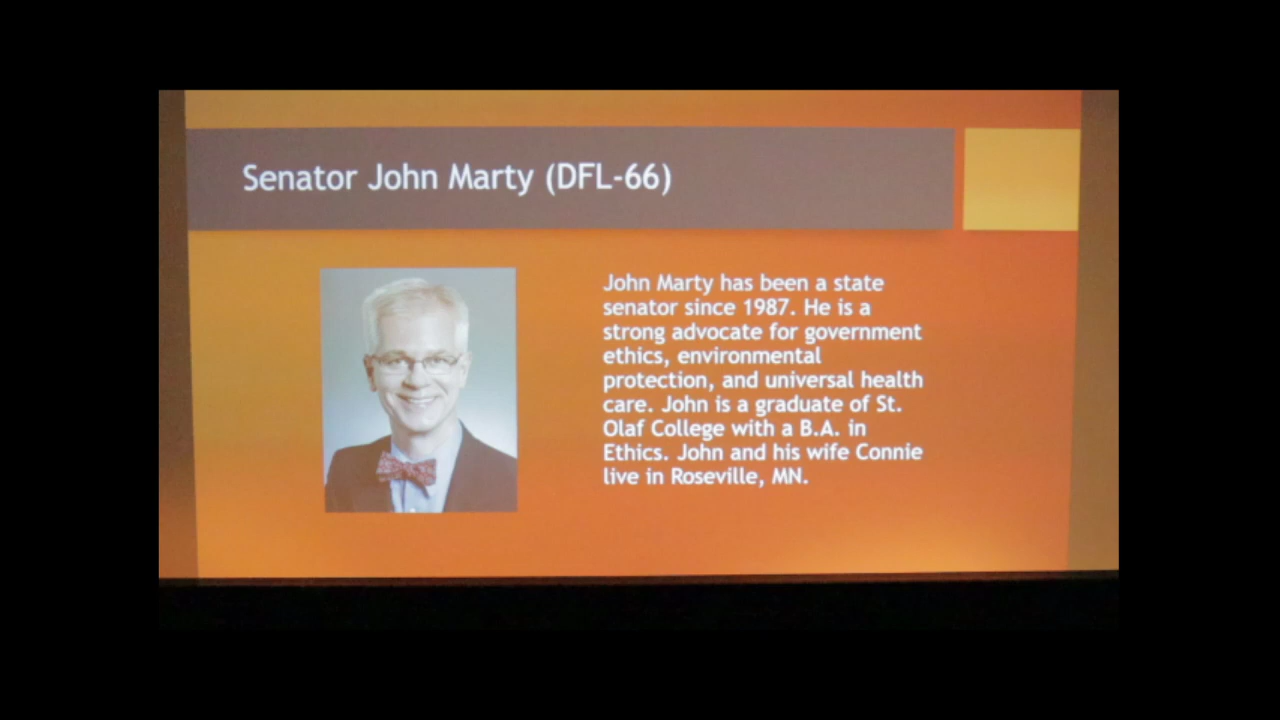 Senator John Marty (DFL-66)
John Marty has been a state
senator since 1987. He is a
strong advocate for government
ethics, environmental
protection, and universal health
care. John is a graduate of St.
Olaf College with a B.A. in
Ethics. John and his wife Connie
live in Roseville, MN.